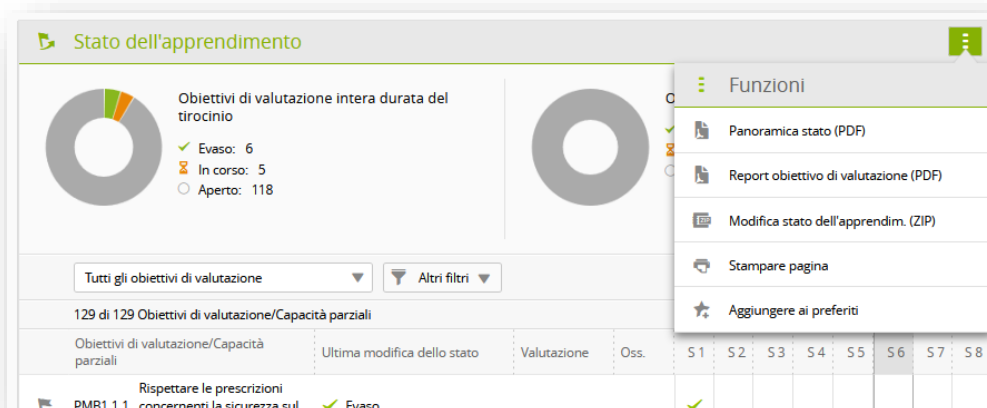 Stato dell'apprendimento
Funzioni
Panoramica stato (PDF)
Report obiettivo di valutazione (PDF)
Modifica stato dell'apprendim. (ZIP)
Stampare pagina
Aggiungere ai preferiti
Obiettivi di valutazione intera durata del
tirocinio
Evaso: 6
In corso: 5
Aperto: 118
Tutti gli obiettivi di valutazione
Altri filtri
129 di 129 Obiettivi di valutazione/Capacità parziali
Obiettivi di valutazione/Capacità
parziali
Ultima modifica dello stato
Valutazione
Oss.
S 1 S 2 S 3 S 4 S 5 S 6 S 7 S 8
Rispettare le prescrizioni
PMB1.1.1 concernenti la sicurezza sul
Evaso